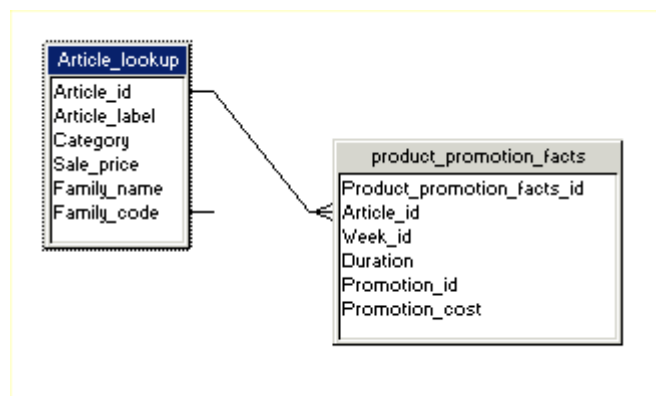 Article_lookup
Article_id
Article_label
Category
Sale_price
Family_name
Family_code
product_promotion_facts
Product_promotion_facts_id
Article_id
Week_id
Duration
Promotion_id
Promotion_cost